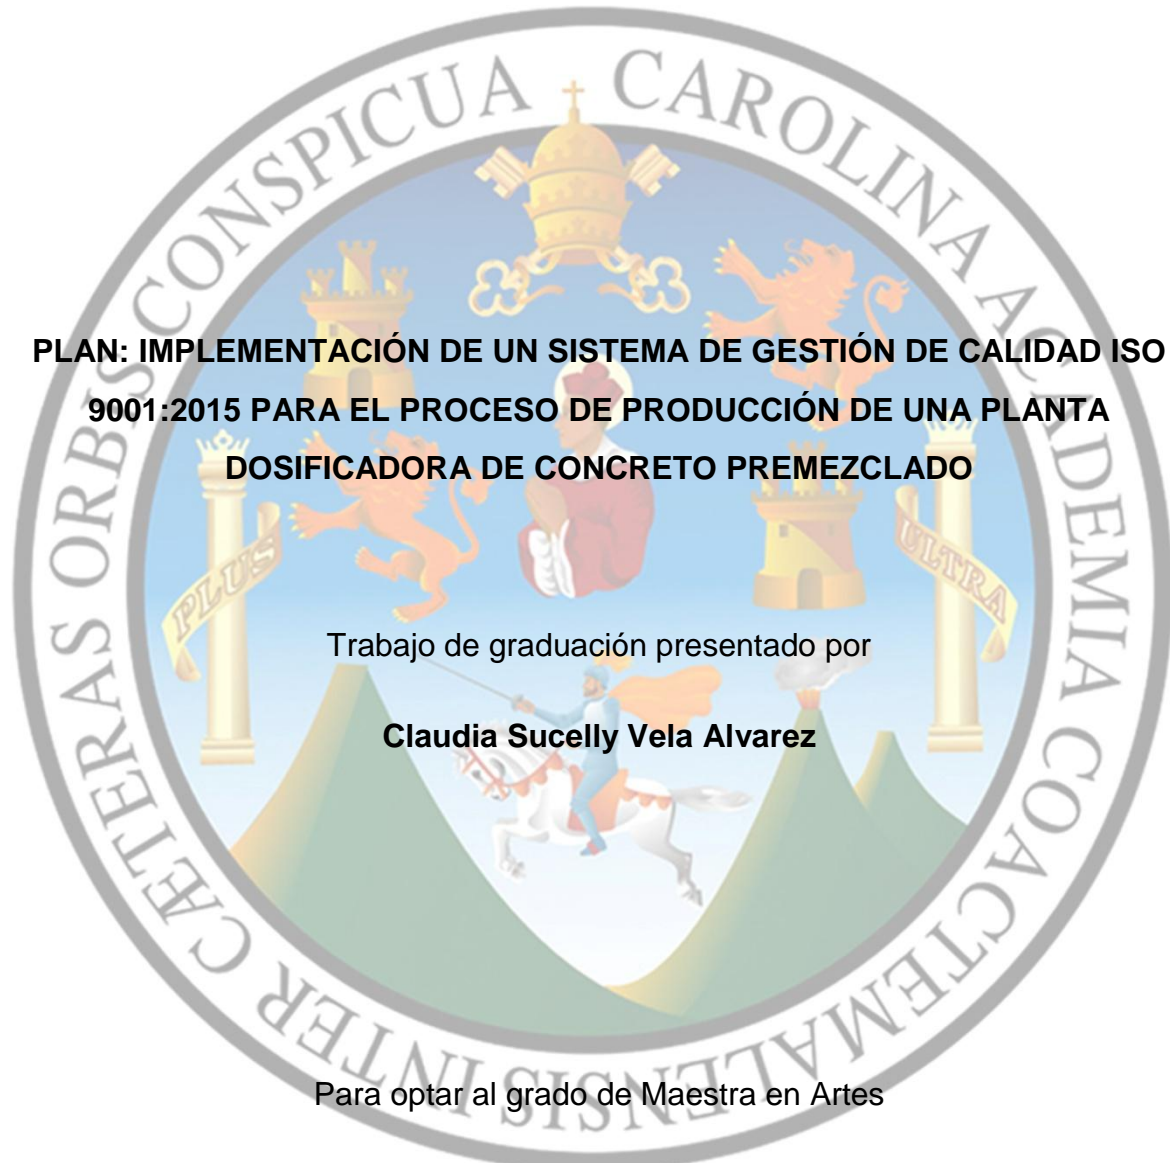 CÆTERAS ORBIS CONSPICUA CAROLINA ACADEMIA COACTEMALENSIS INTER
PLAN: IMPLEMENTACIÓN DE UN SISTEMA DE GESTIÓN DE CALIDAD ISO
9001:2015 PARA EL PROCESO DE PRODUCCIÓN DE UNA PLANTA
DOSIFICADORA DE CONCRETO PREMEZCLADO
PLUS
ULTRA
Trabajo de graduación presentado por
Claudia Sucelly Vela Alvarez
Para optar al grado de Maestra en Artes